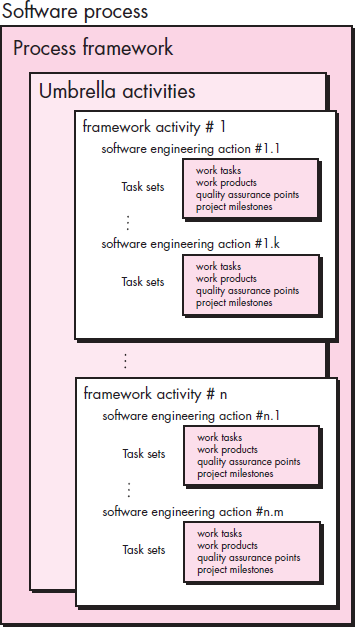 Software process
Process framework
Umbrella activities
framework activity # 1
software engineering action #1.1
Task sets
work tasks
work products
quality assurance points
project milestones
software engineering action #1.k
Task sets
work tasks
work products
quality assurance points
project milestones
framework activity # n
software engineering action #n.1
Task sets
work tasks
work products
quality assurance points
project milestones
software engineering action #n.m
Task sets
work tasks
work products
quality assurance points
project milestones